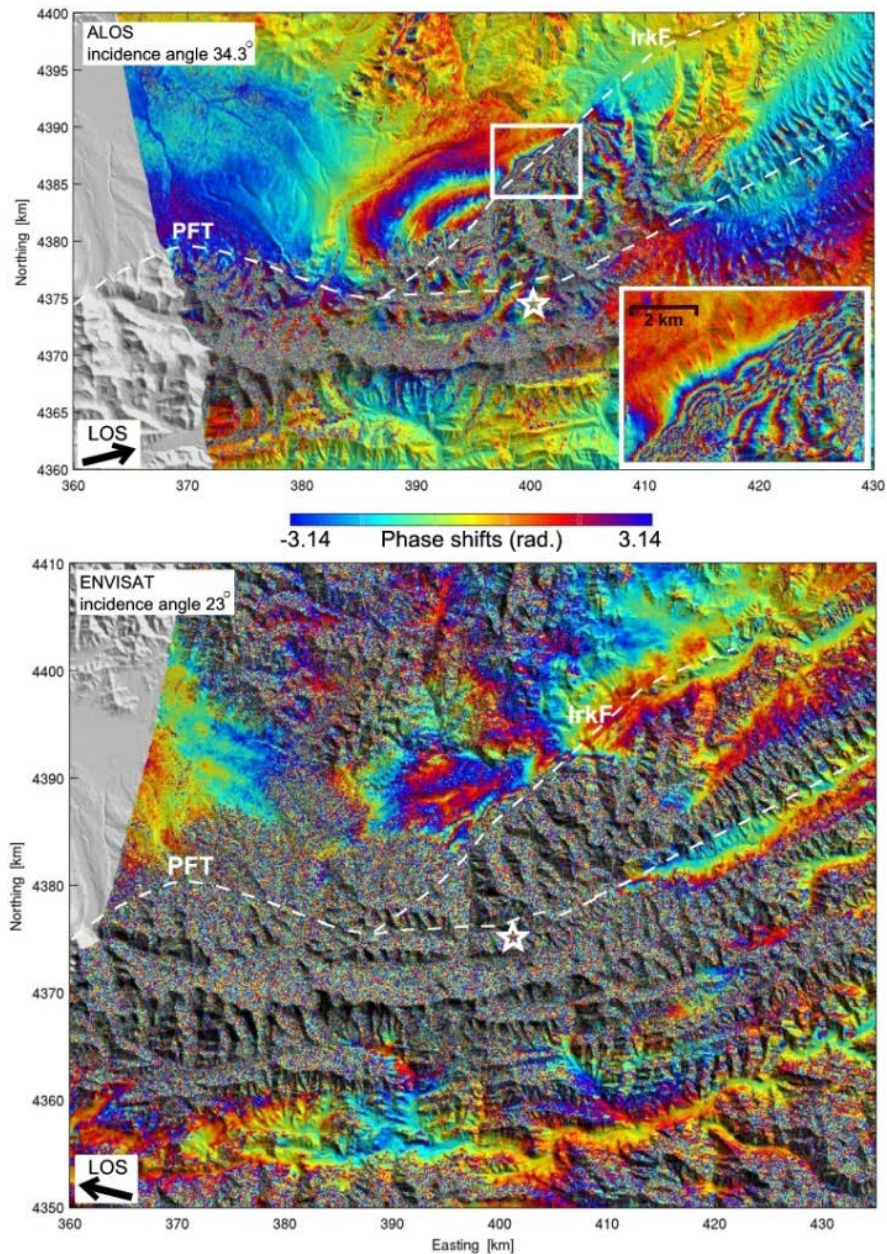 4400
ALOS
incidence angle 34.3°
IrkF
4395
4390
4385
4380
PFT
4375
4370
4365
4360
Northing [km]
2 km
LOS
360 370 380 390 400 410 420 430
-3.14 Phase shifts (rad.) 3.14
4410
ENVISAT
incidence angle 23°
4400
IrkF
4390
PFT
4380
4370
4360
4350
Northing [km]
LOS
360 370 380 390 400 410 420 430
Easting [km]